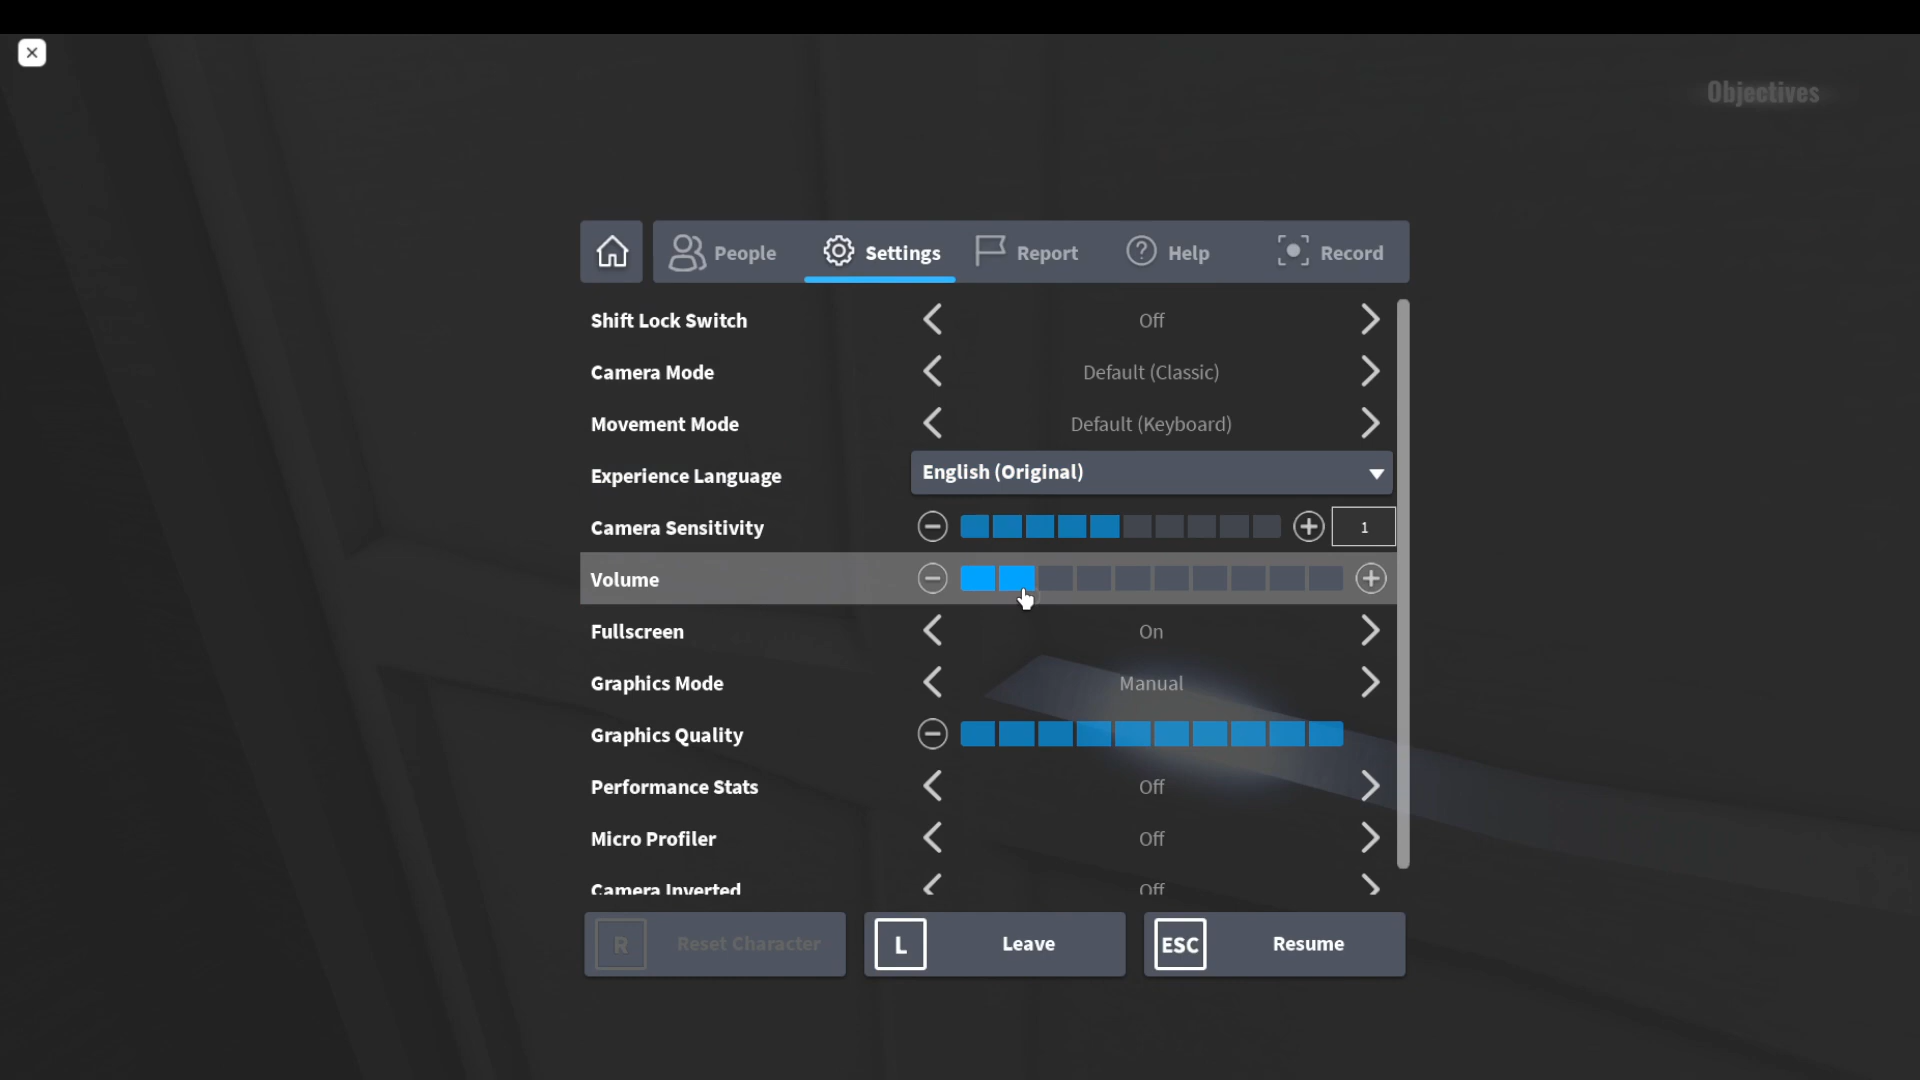 Objectives
People
Settings
Report
Help
Record
Shift Lock Switch Off
Camera Mode Default (Classic)
Movement Mode Default (Keyboard)
Experience Language English (Original)
Camera Sensitivity 1
Volume
Fullscreen On
Graphics Mode Manual
Graphics Quality
Performance Stats Off
Micro Profiler Off
Camera Inverted Off
R Reset Character
L Leave
ESC Resume